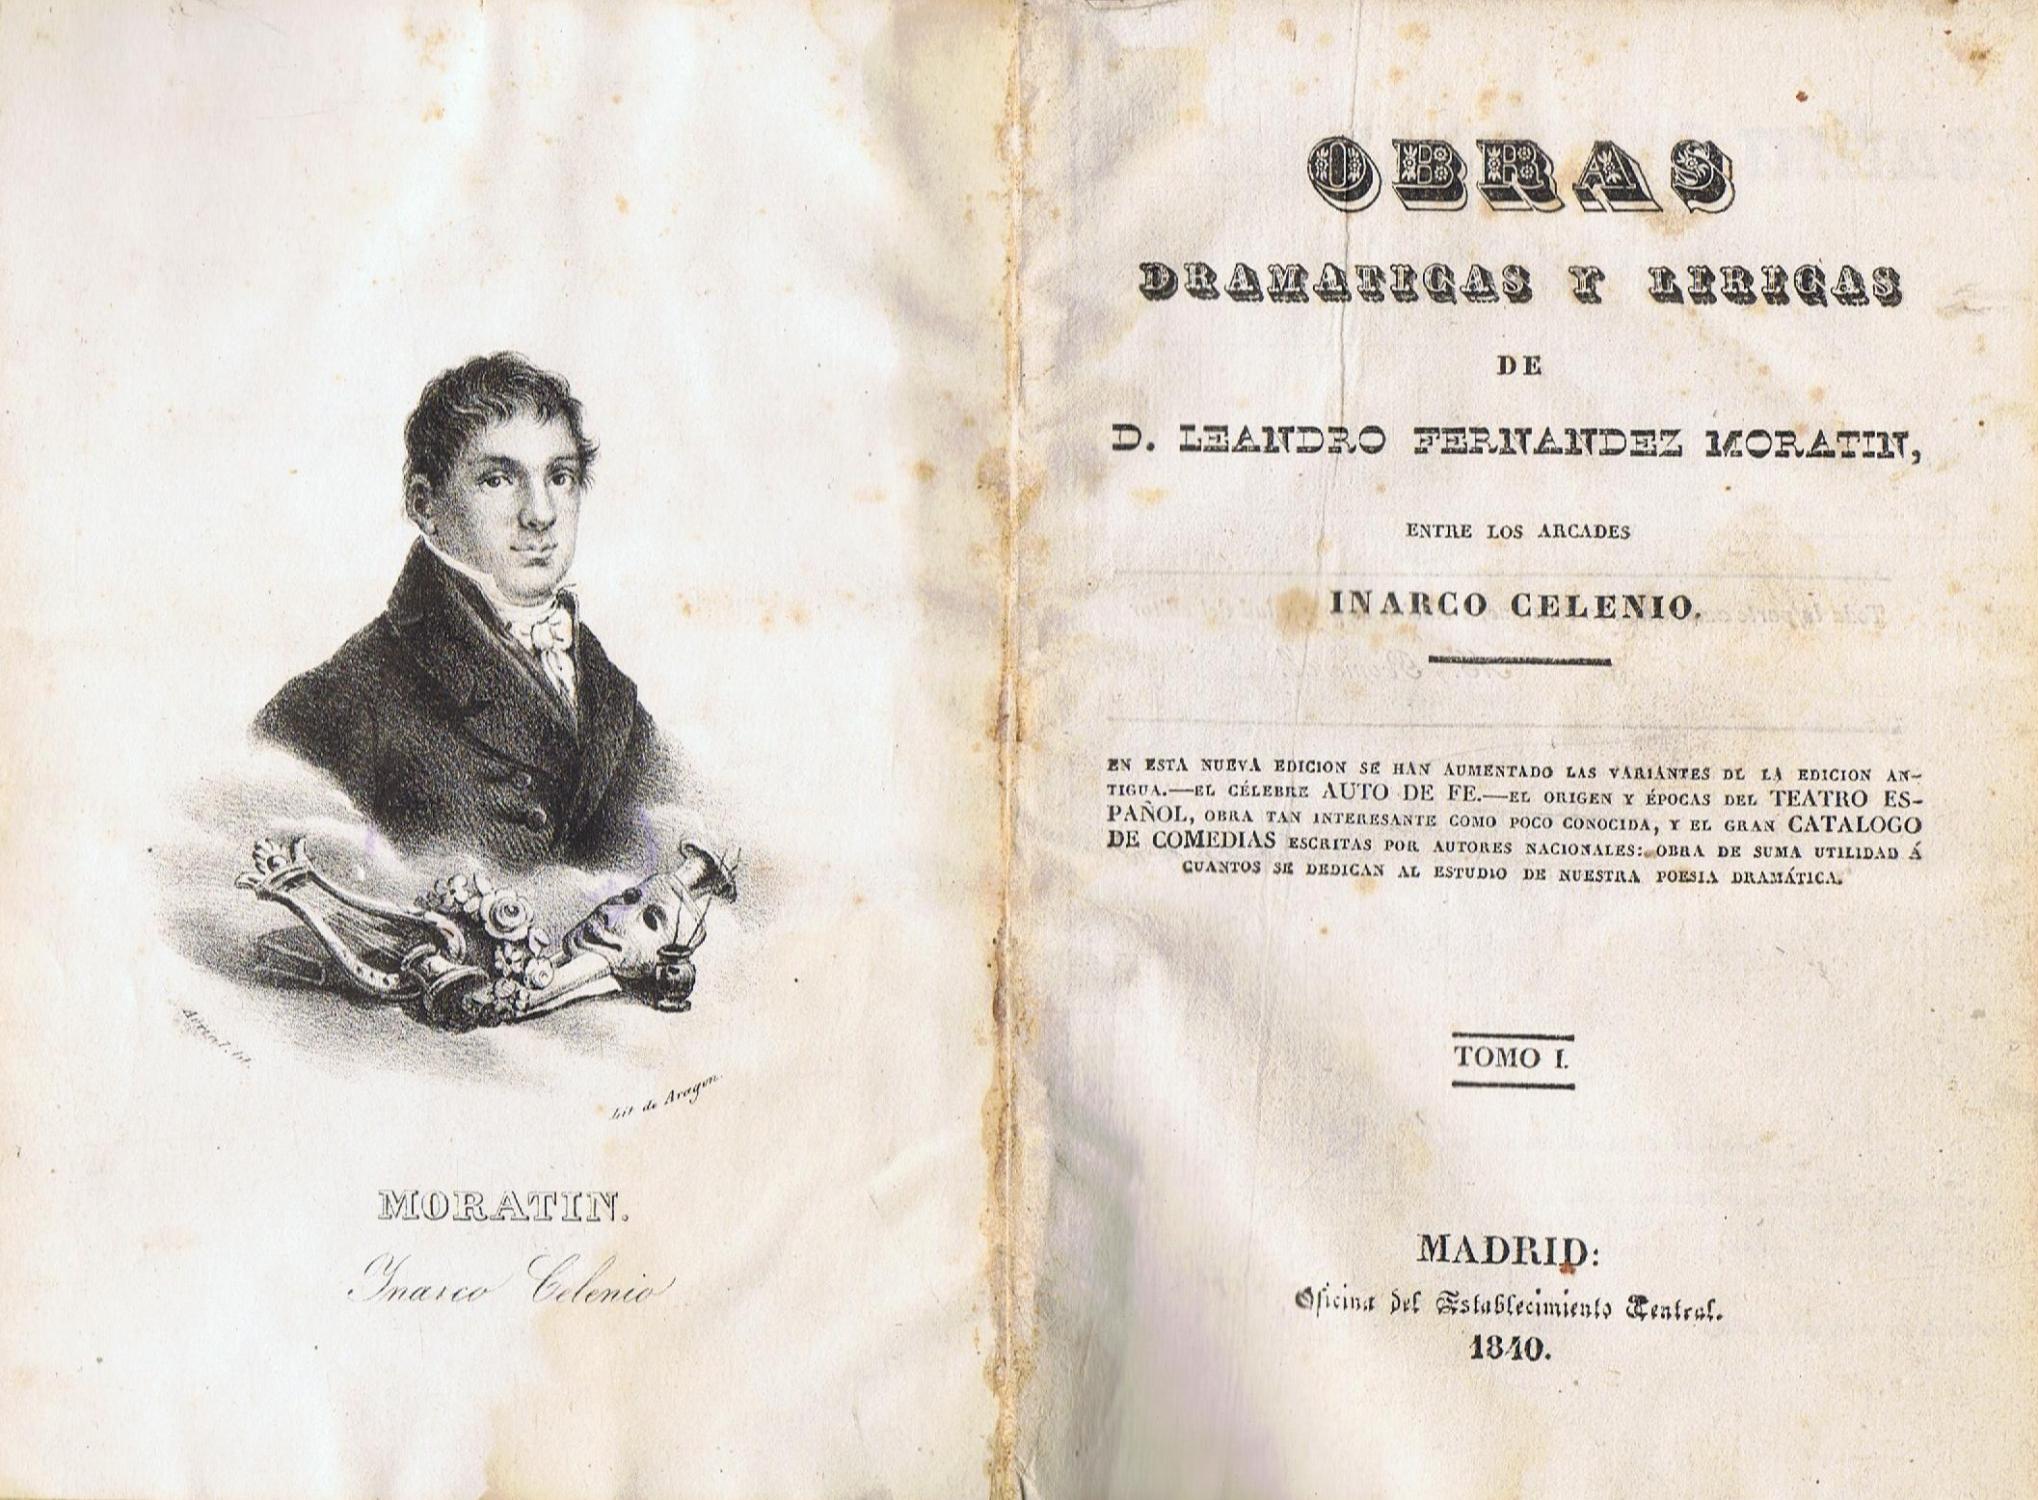 MORATIN.
Inarco Celenio
lit de Aragon.
OBRAS
DRAMATICAS Y LIRICAS
DE
D. LEANDRO FERNANDEZ MORATIN,
ENTRE LOS ARCADES
INARCO CELENIO.
EN ESTA NUEVA EDICION SE HAN AUMENTADO LAS VARIANTES DE LA EDICION AN-
TIGUA.—EL CÉLEBRE AUTO DE FE.—EL ORIGEN Y ÉPOCAS DEL TEATRO ES-
PAÑOL, OBRA TAN INTERESANTE COMO POCO CONOCIDA, Y EL GRAN CATALOGO
DE COMEDIAS ESCRITAS POR AUTORES NACIONALES: OBRA DE SUMA UTILIDAD Á
CUANTOS SE DEDICAN AL ESTUDIO DE NUESTRA POESIA DRAMÁTICA.
TOMO I.
MADRID:
Oficina del Establecimiento Central.
1840.